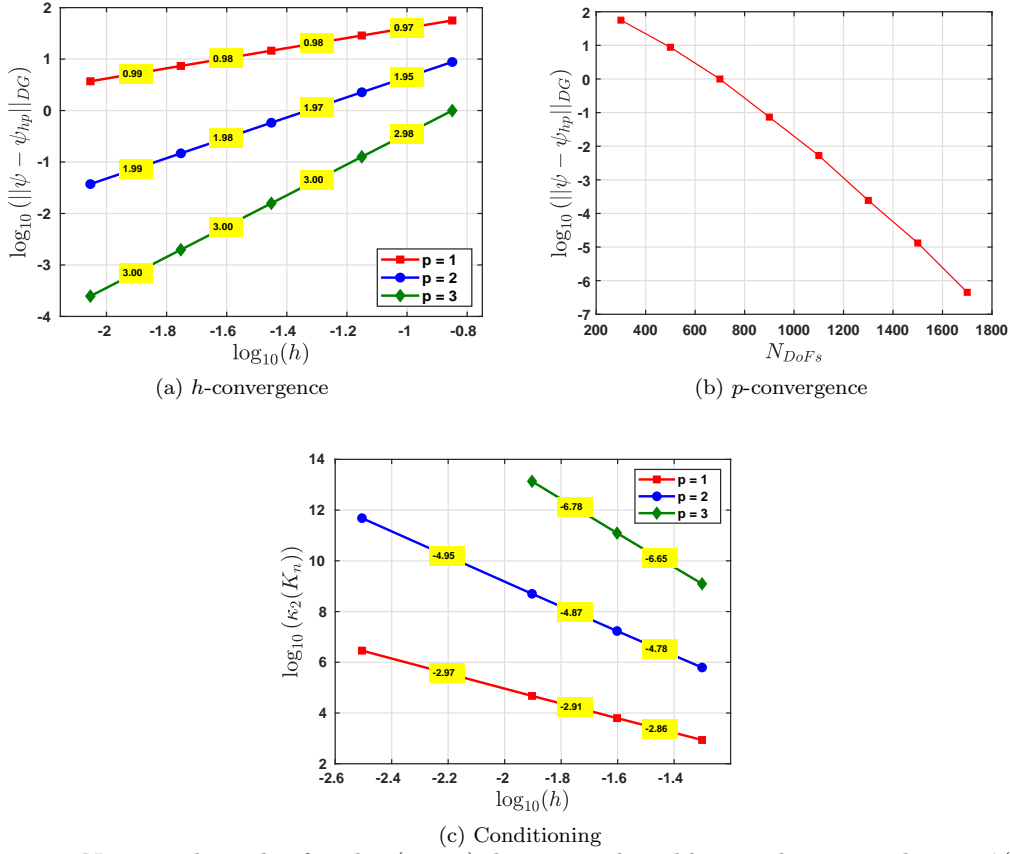 2
1
0
-1
-2
-3
-4
log10(||ψ − ψhp||DG)
0.99
0.98
0.98
0.97
1.99
1.98
1.97
1.95
3.00
3.00
3.00
2.98
p = 1
p = 2
p = 3
-2 -1.8 -1.6 -1.4 -1.2 -1 -0.8
log10(h)
(a) h-convergence
2
1
0
-1
-2
-3
-4
-5
-6
-7
log10(||ψ − ψhp||DG)
200 400 600 800 1000 1200 1400 1600 1800
NDoFs
(b) p-convergence
14
12
10
8
6
4
2
log10(κ2(Kn))
p = 1
p = 2
p = 3
-6.78
-6.65
-4.95
-4.87
-4.78
-2.97
-2.91
-2.86
-2.6 -2.4 -2.2 -2 -1.8 -1.6 -1.4
log10(h)
(c) Conditioning